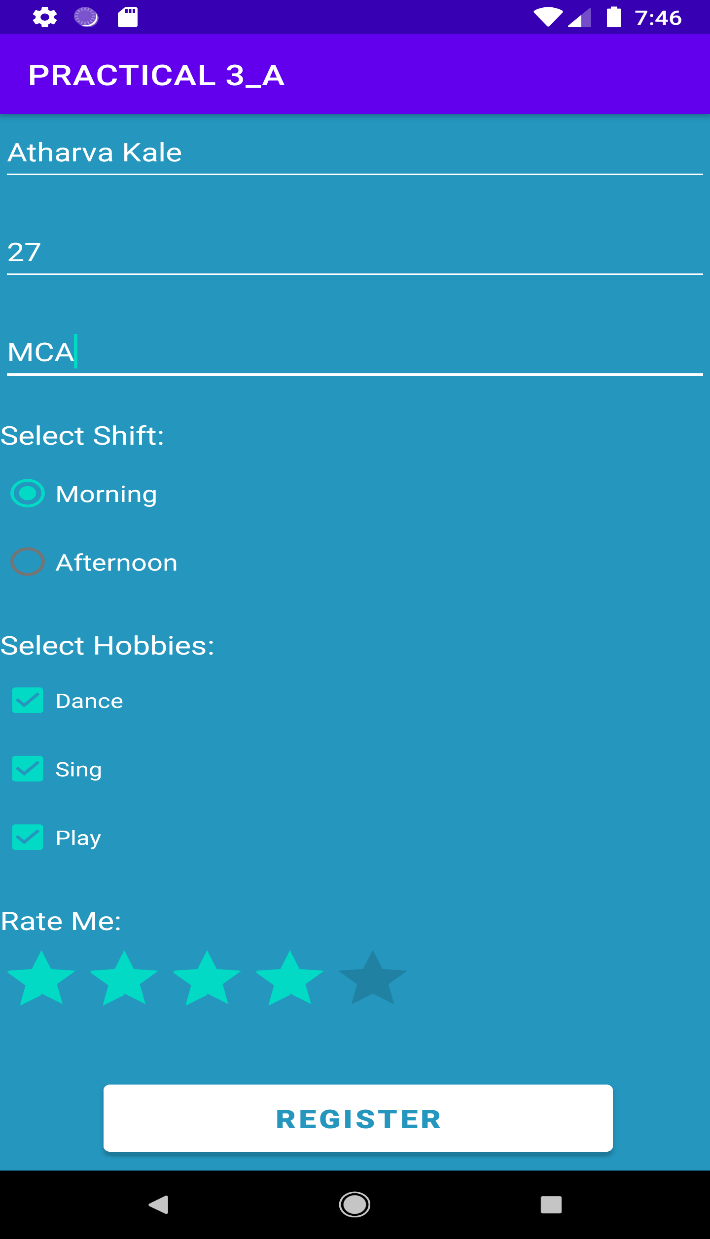 7:46
PRACTICAL 3_A
Atharva Kale
27
MCA
Select Shift:
Morning
Afternoon
Select Hobbies:
Dance
Sing
Play
Rate Me:
REGISTER